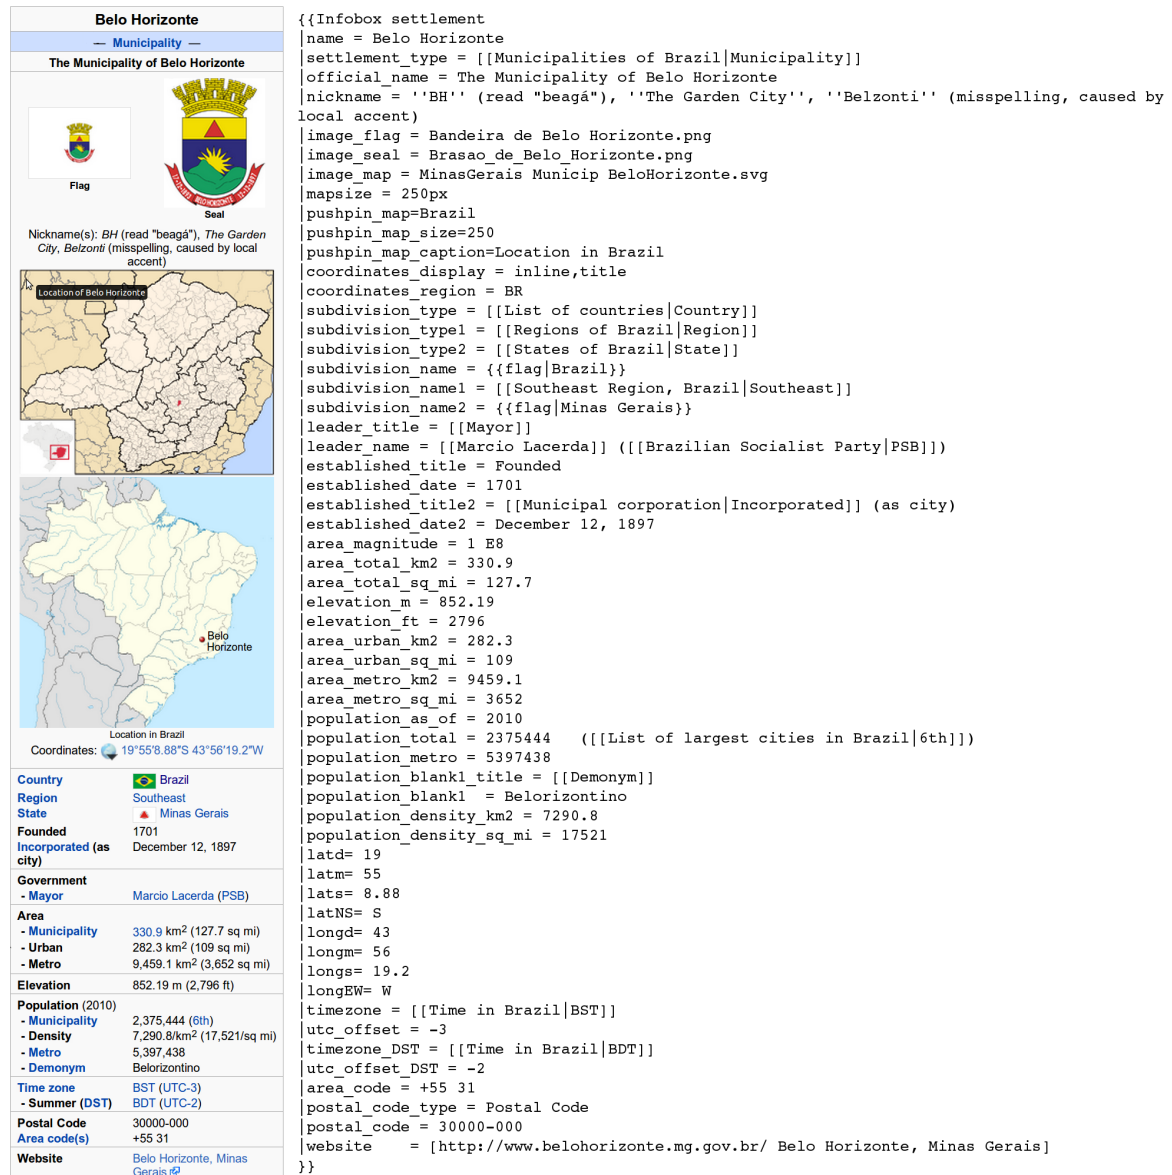 Belo Horizonte
— Municipality —
The Municipality of Belo Horizonte
Flag
17-12-1893 BELO HORIZONTE 12-12-1897
Seal
Nickname(s): BH (read "beagá"), The Garden
City, Belzonti (misspelling, caused by local
accent)
Location of Belo Horizonte
Belo
Horizonte
Location in Brazil
Coordinates: 19°55′8.88″S 43°56′19.2″W
Country Brazil
Region Southeast
State Minas Gerais
Founded 1701
Incorporated (as December 12, 1897
city)
Government
- Mayor Marcio Lacerda (PSB)
Area
- Municipality 330.9 km² (127.7 sq mi)
- Urban 282.3 km² (109 sq mi)
- Metro 9,459.1 km² (3,652 sq mi)
Elevation 852.19 m (2,796 ft)
Population (2010)
- Municipality 2,375,444 (6th)
- Density 7,290.8/km² (17,521/sq mi)
- Metro 5,397,438
- Demonym Belorizontino
Time zone BST (UTC-3)
- Summer (DST) BDT (UTC-2)
Postal Code 30000-000
Area code(s) +55 31
Website Belo Horizonte, Minas
Gerais
{{Infobox settlement
|name = Belo Horizonte
|settlement_type = [[Municipalities of Brazil|Municipality]]
|official_name = The Municipality of Belo Horizonte
|nickname = ''BH'' (read "beagá"), ''The Garden City'', ''Belzonti'' (misspelling, caused by
local accent)
|image_flag = Bandeira de Belo Horizonte.png
|image_seal = Brasao_de_Belo_Horizonte.png
|image_map = MinasGerais Municip BeloHorizonte.svg
|mapsize = 250px
|pushpin_map=Brazil
|pushpin_map_size=250
|pushpin_map_caption=Location in Brazil
|coordinates_display = inline,title
|coordinates_region = BR
|subdivision_type = [[List of countries|Country]]
|subdivision_type1 = [[Regions of Brazil|Region]]
|subdivision_type2 = [[States of Brazil|State]]
|subdivision_name = {{flag|Brazil}}
|subdivision_name1 = [[Southeast Region, Brazil|Southeast]]
|subdivision_name2 = {{flag|Minas Gerais}}
|leader_title = [[Mayor]]
|leader_name = [[Marcio Lacerda]] ([[Brazilian Socialist Party|PSB]])
|established_title = Founded
|established_date = 1701
|established_title2 = [[Municipal corporation|Incorporated]] (as city)
|established_date2 = December 12, 1897
|area_magnitude = 1 E8
|area_total_km2 = 330.9
|area_total_sq_mi = 127.7
|elevation_m = 852.19
|elevation_ft = 2796
|area_urban_km2 = 282.3
|area_urban_sq_mi = 109
|area_metro_km2 = 9459.1
|area_metro_sq_mi = 3652
|population_as_of = 2010
|population_total = 2375444 ([[List of largest cities in Brazil|6th]])
|population_metro = 5397438
|population_blank1_title = [[Demonym]]
|population_blank1 = Belorizontino
|population_density_km2 = 7290.8
|population_density_sq_mi = 17521
|latd= 19
|latm= 55
|lats= 8.88
|latNS= S
|longd= 43
|longm= 56
|longs= 19.2
|longEW= W
|timezone = [[Time in Brazil|BST]]
|utc_offset = -3
|timezone_DST = [[Time in Brazil|BDT]]
|utc_offset_DST = -2
|area_code = +55 31
|postal_code_type = Postal Code
|postal_code = 30000-000
|website = [http://www.belohorizonte.mg.gov.br/ Belo Horizonte, Minas Gerais]
}}